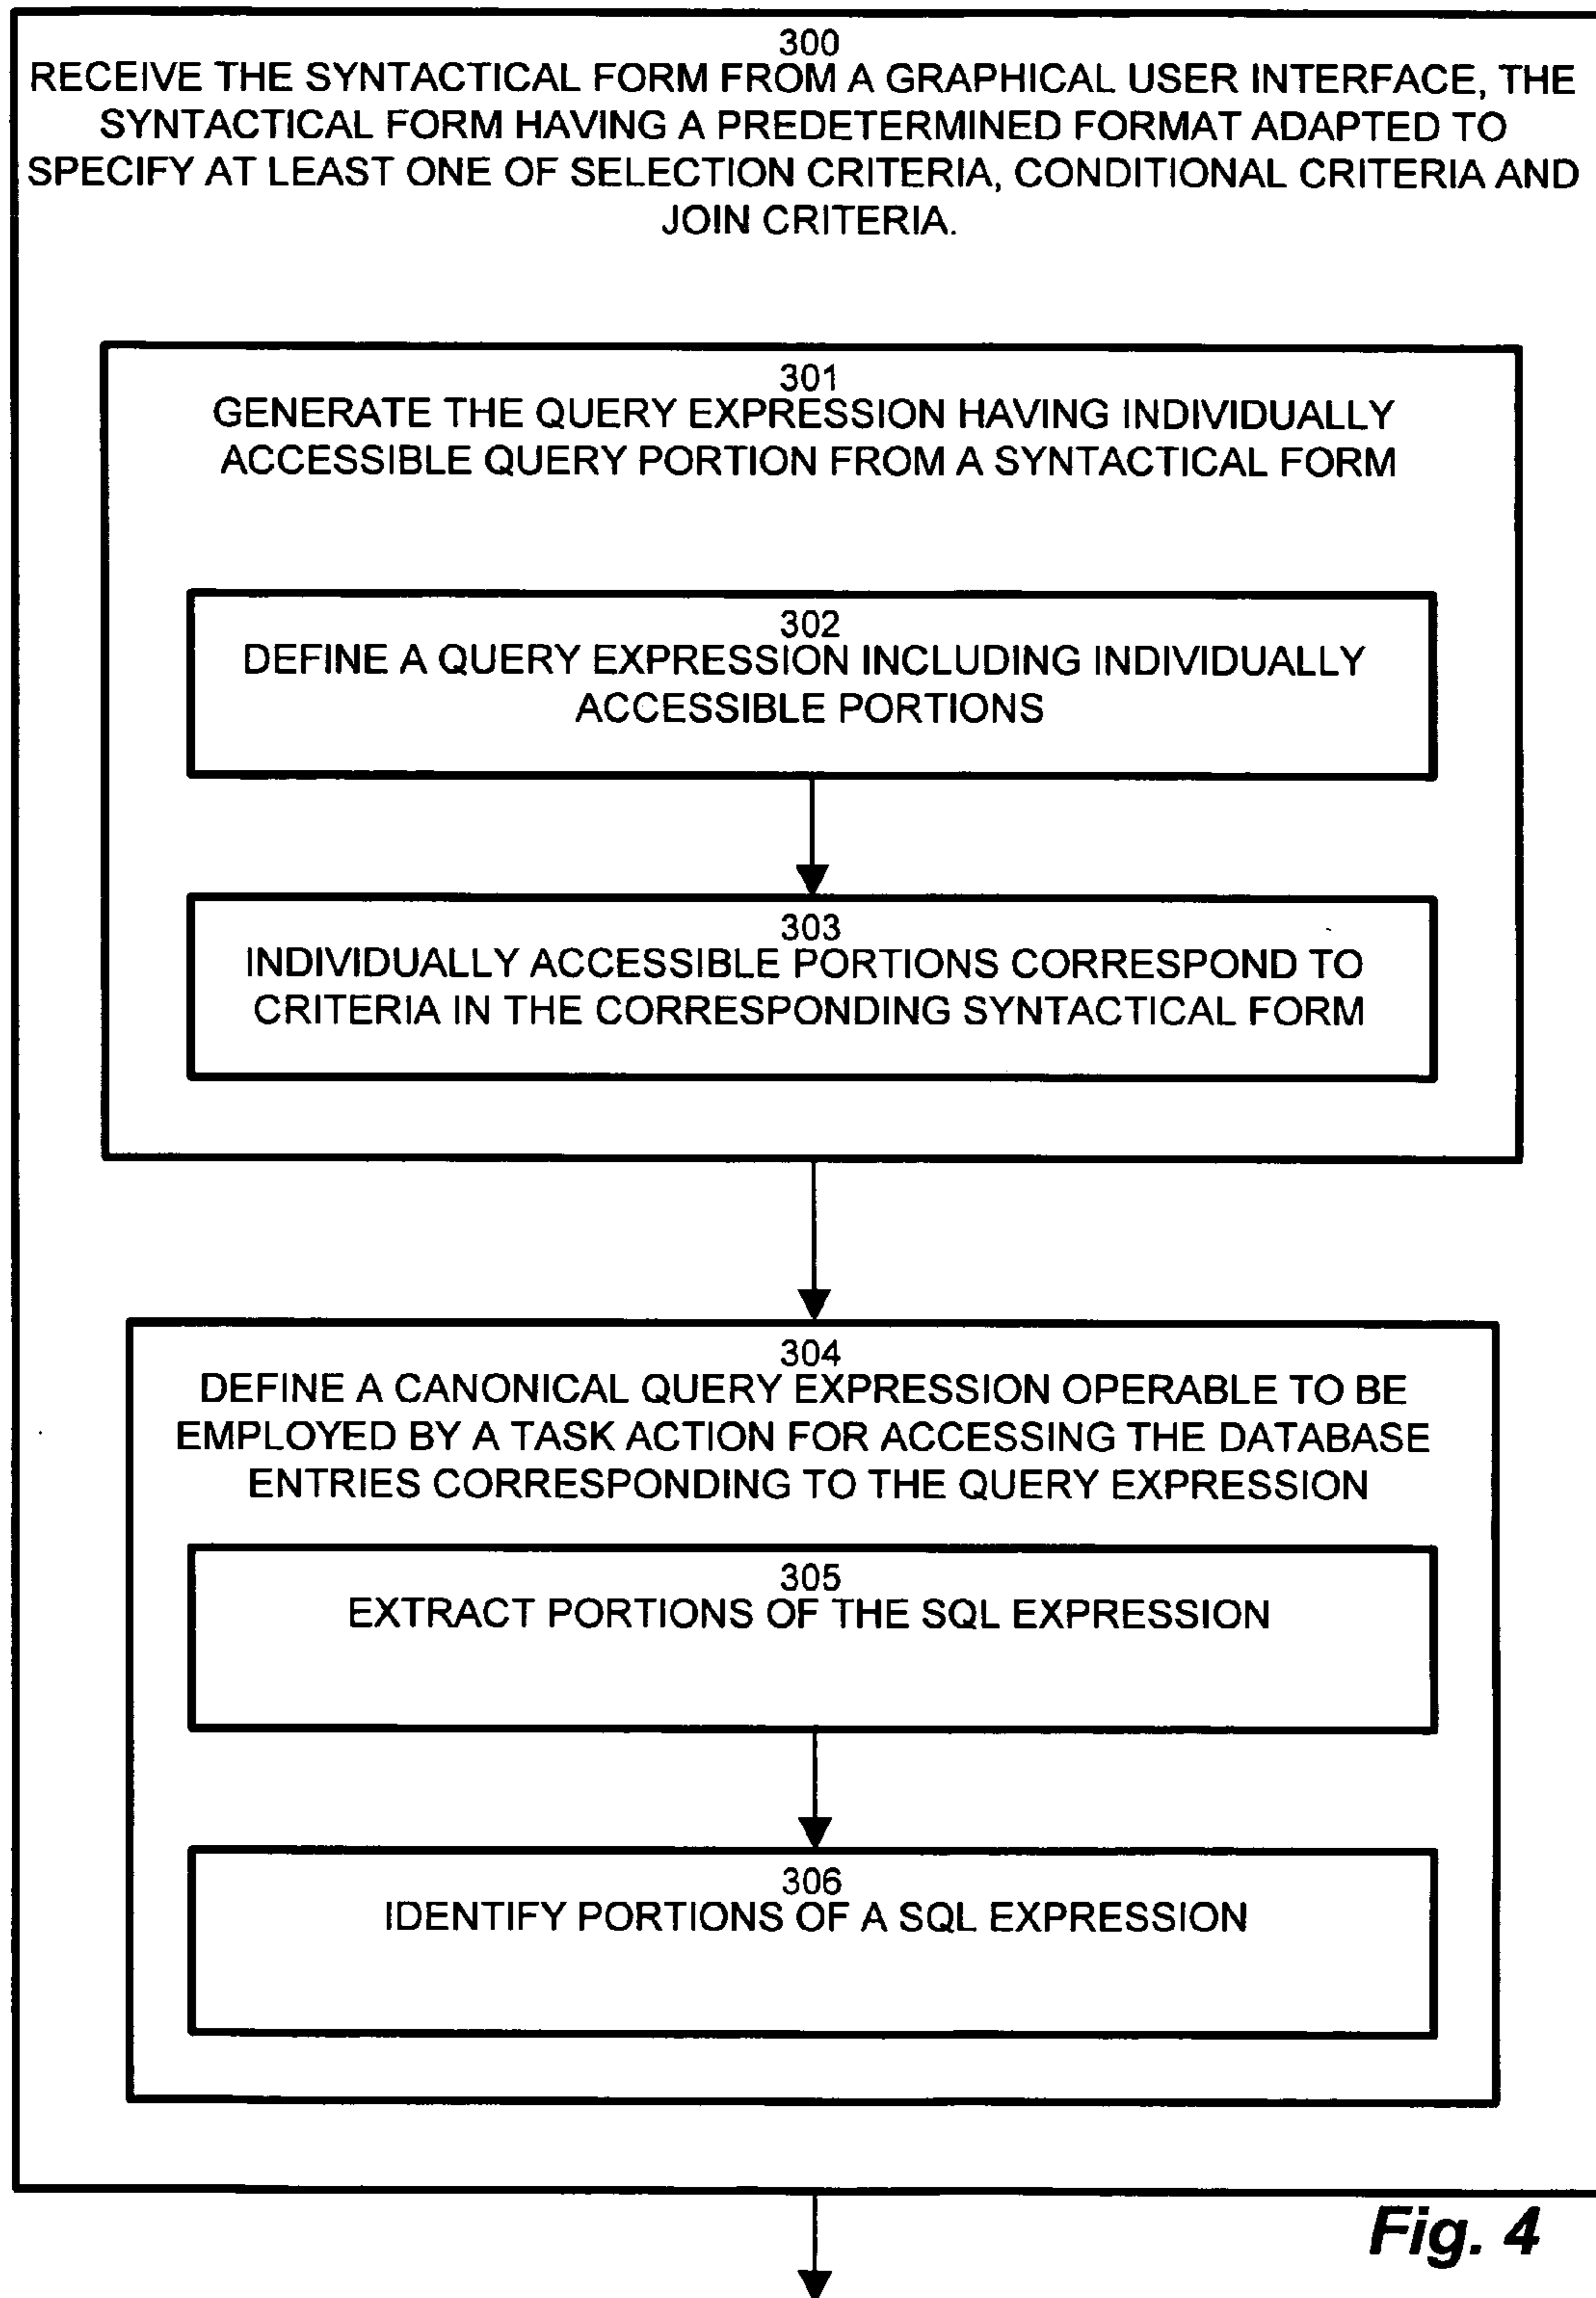 300
RECEIVE THE SYNTACTICAL FORM FROM A GRAPHICAL USER INTERFACE, THE
SYNTACTICAL FORM HAVING A PREDETERMINED FORMAT ADAPTED TO
SPECIFY AT LEAST ONE OF SELECTION CRITERIA, CONDITIONAL CRITERIA AND
JOIN CRITERIA.
301
GENERATE THE QUERY EXPRESSION HAVING INDIVIDUALLY
ACCESSIBLE QUERY PORTION FROM A SYNTACTICAL FORM
302
DEFINE A QUERY EXPRESSION INCLUDING INDIVIDUALLY
ACCESSIBLE PORTIONS
303
INDIVIDUALLY ACCESSIBLE PORTIONS CORRESPOND TO
CRITERIA IN THE CORRESPONDING SYNTACTICAL FORM
304
DEFINE A CANONICAL QUERY EXPRESSION OPERABLE TO BE
EMPLOYED BY A TASK ACTION FOR ACCESSING THE DATABASE
ENTRIES CORRESPONDING TO THE QUERY EXPRESSION
305
EXTRACT PORTIONS OF THE SQL EXPRESSION
306
IDENTIFY PORTIONS OF A SQL EXPRESSION
Fig. 4